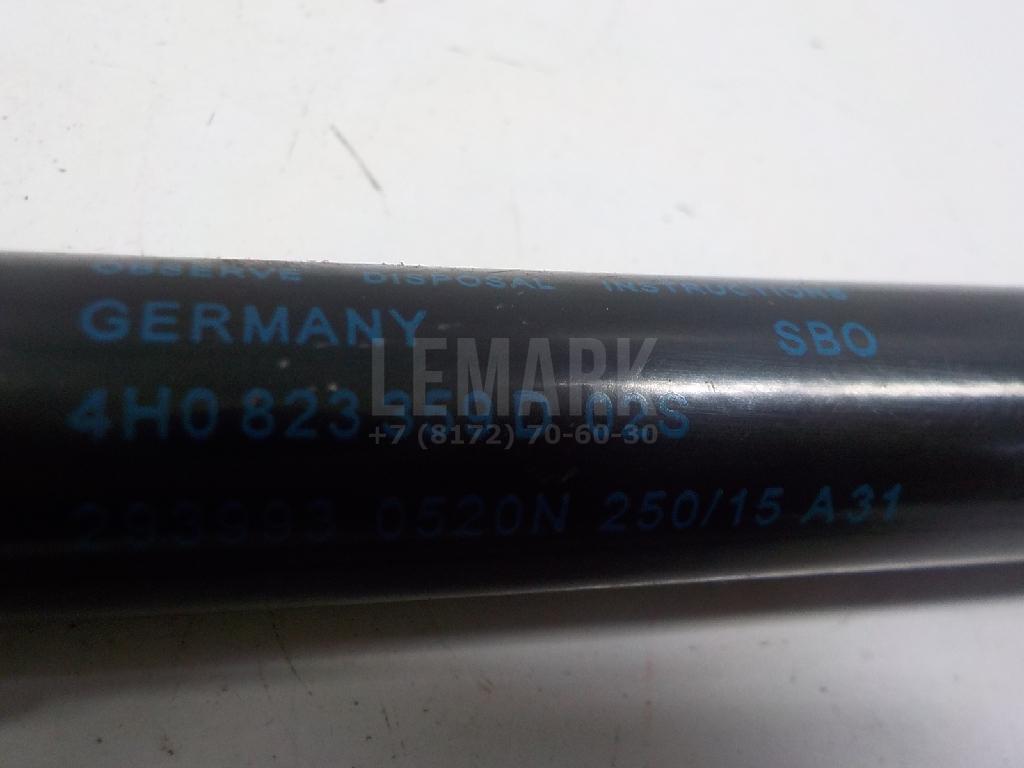 OBSERVE DISPOSAL INSTRUCTIONS
GERMANY SBO
LEMARK
4H0 823 359 D 02S
+7 (8172) 70-60-30
293993 0520N 250/15 A31